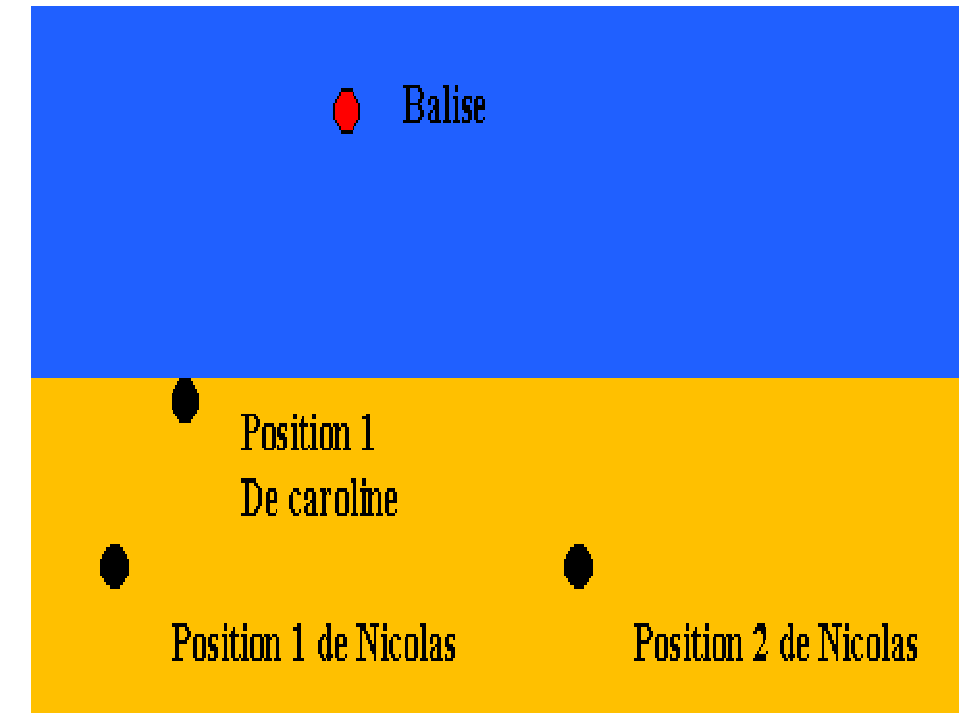 Balise
Position 1
De caroline
Position 1 de Nicolas
Position 2 de Nicolas